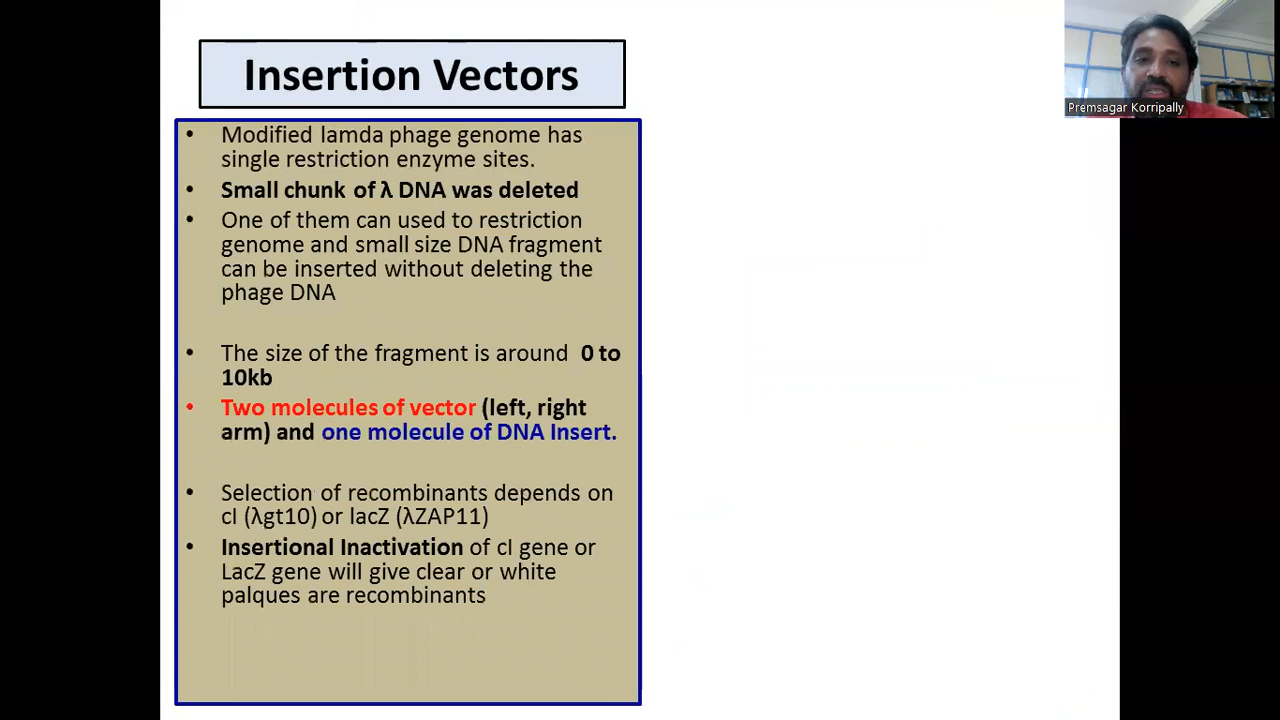 Insertion Vectors
Premsagar Korripally
• Modified lamda phage genome has
single restriction enzyme sites.
• Small chunk of λ DNA was deleted
• One of them can used to restriction
genome and small size DNA fragment
can be inserted without deleting the
phage DNA
• The size of the fragment is around 0 to
10kb
• Two molecules of vector (left, right
arm) and one molecule of DNA Insert.
• Selection of recombinants depends on
cI (λgt10) or lacZ (λZAP11)
• Insertional Inactivation of cI gene or
LacZ gene will give clear or white
palques are recombinants